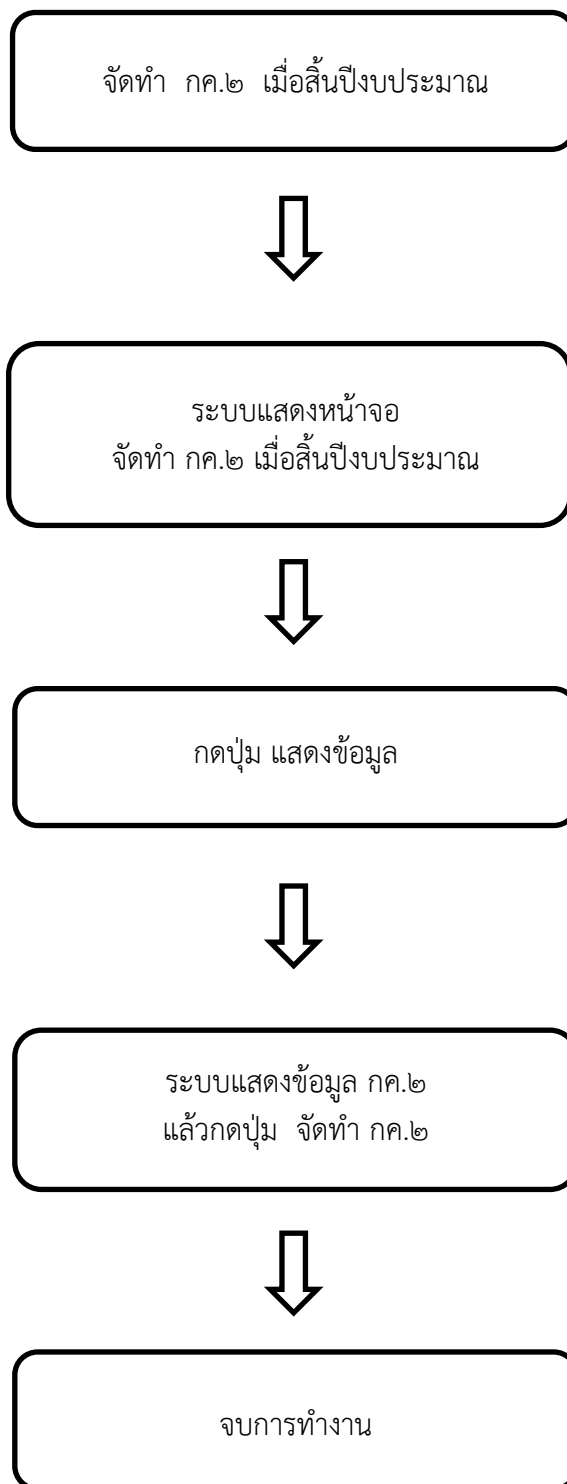 จัดทำ กค.๒ เมื่อสิ้นปีงบประมาณ
ระบบแสดงหน้าจอ
จัดทำ กค.๒ เมื่อสิ้นปีงบประมาณ
กดปุ่ม แสดงข้อมูล
ระบบแสดงข้อมูล กค.๒
แล้วกดปุ่ม จัดทำ กค.๒
จบการทำงาน